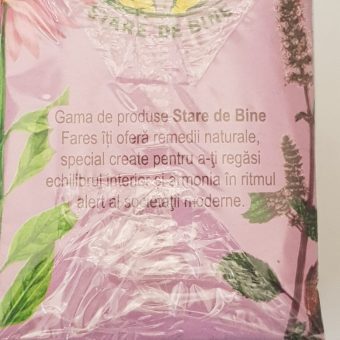 STARE DE BINE
Gama de produse Stare de Bine
Fares îți oferă remedii naturale,
special create pentru a-ți regăsi
echilibrul interior și armonia în ritmul
alert al societații moderne.